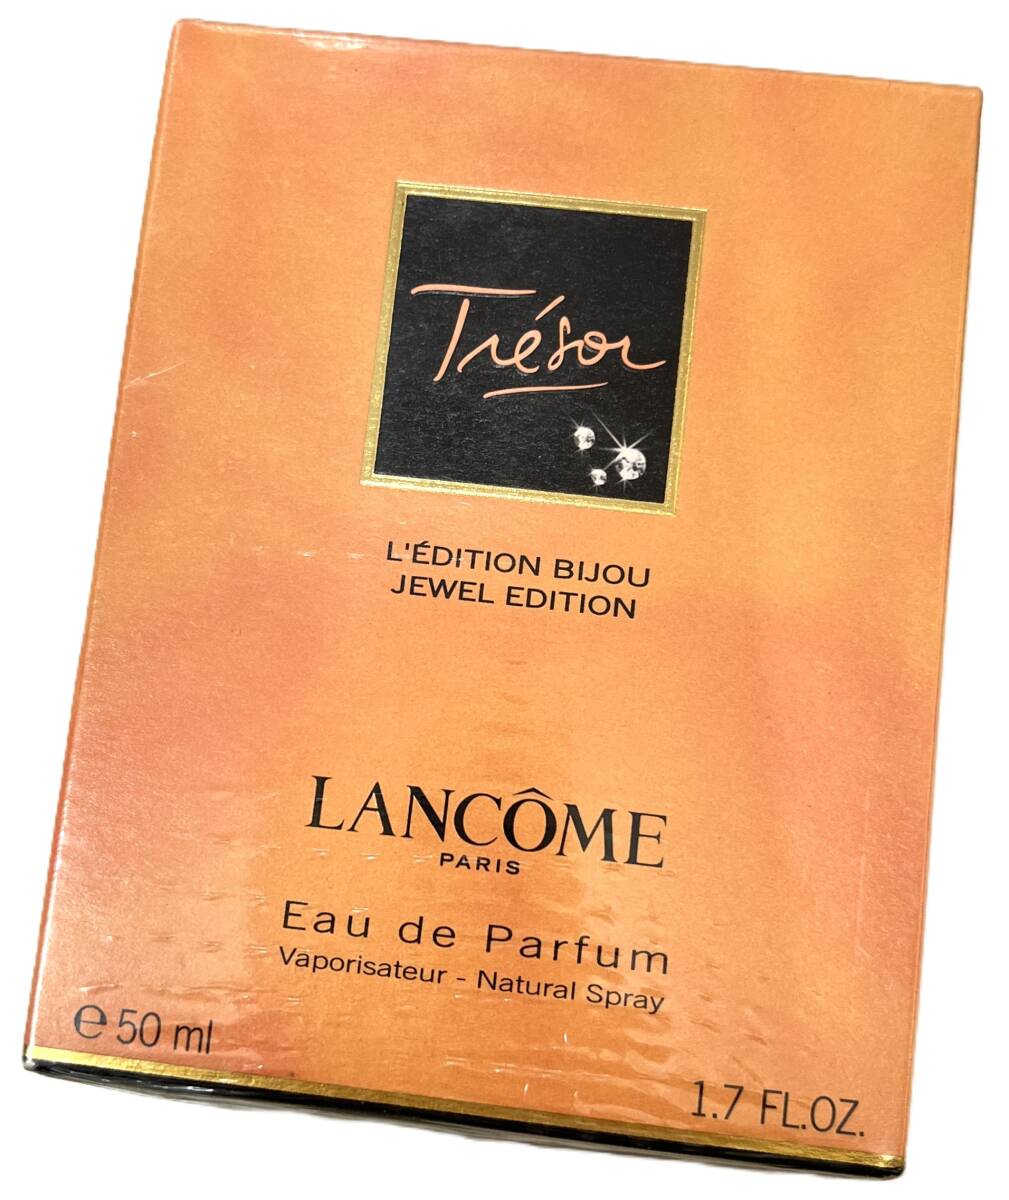 Trésor
L'ÉDITION BIJOU
JEWEL EDITION
LANCÔME
PARIS
Eau de Parfum
Vaporisateur - Natural Spray
℮ 50 ml
1.7 FL.OZ.